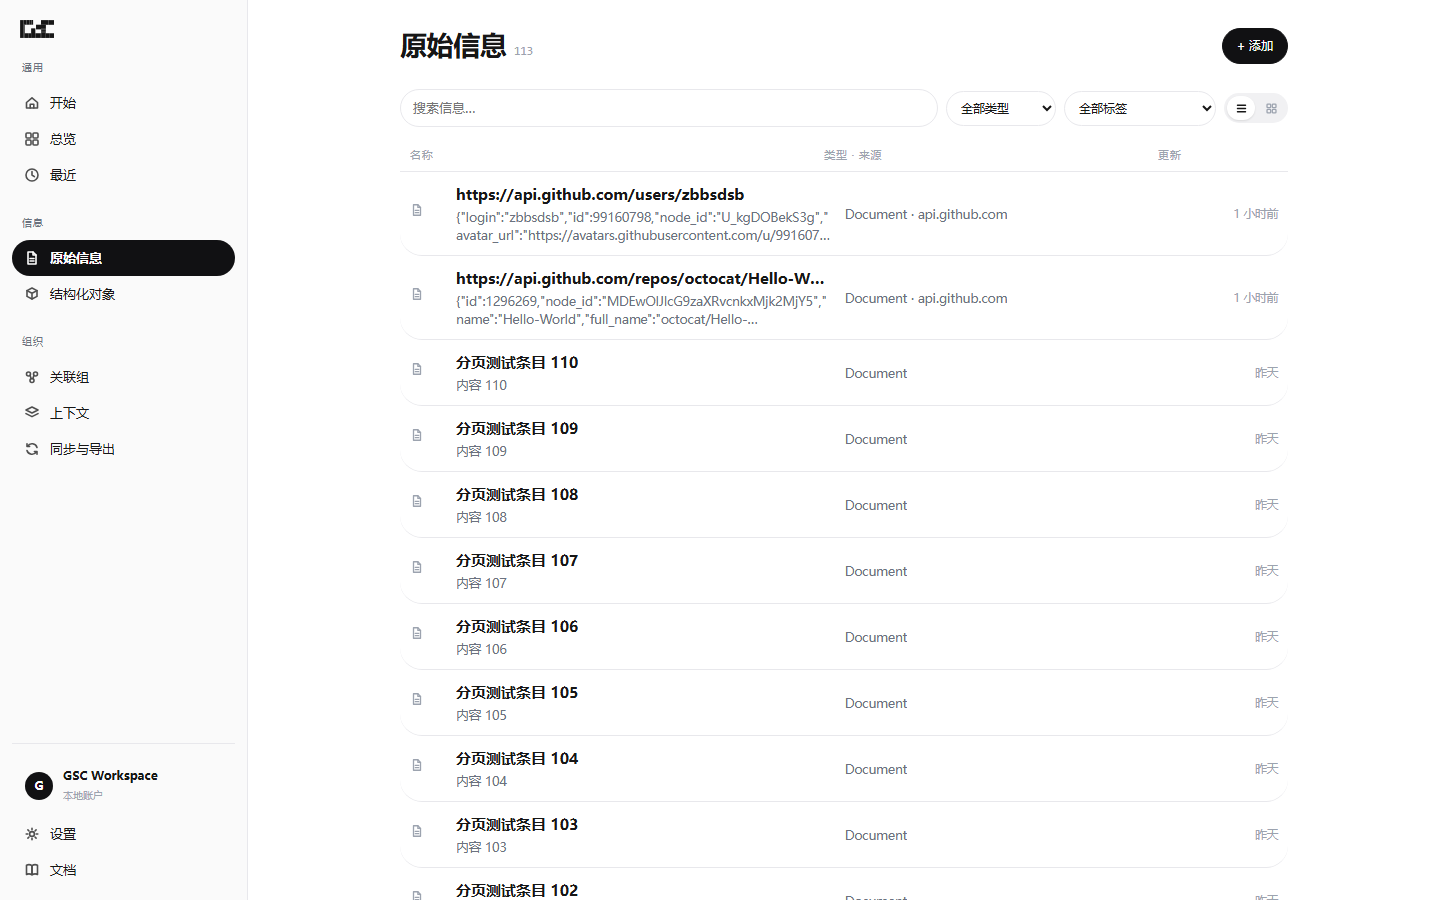 GSC
通用
开始
总览
最近
信息
原始信息
结构化对象
组织
关联组
上下文
同步与导出
G
GSC Workspace
本地账户
设置
文档
原始信息 113
+ 添加
搜索信息...
全部类型
全部标签
名称 类型 · 来源 更新
https://api.github.com/users/zbbsdsb
{"login":"zbbsdsb","id":99160798,"node_id":"U_kgDOBekS3g","
avatar_url":"https://avatars.githubusercontent.com/u/991607...
Document · api.github.com
1 小时前
https://api.github.com/repos/octocat/Hello-W...
{"id":1296269,"node_id":"MDEwOlJlcG9zaXRvcnkxMjk2MjY5","
name":"Hello-World","full_name":"octocat/Hello-...
Document · api.github.com
1 小时前
分页测试条目 110
内容 110
Document
昨天
分页测试条目 109
内容 109
Document
昨天
分页测试条目 108
内容 108
Document
昨天
分页测试条目 107
内容 107
Document
昨天
分页测试条目 106
内容 106
Document
昨天
分页测试条目 105
内容 105
Document
昨天
分页测试条目 104
内容 104
Document
昨天
分页测试条目 103
内容 103
Document
昨天
分页测试条目 102